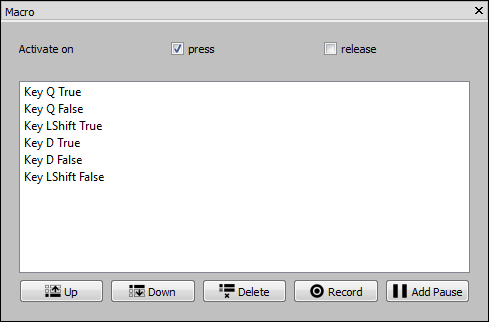 Macro
Activate on press release
Key Q True
Key Q False
Key LShift True
Key D True
Key D False
Key LShift False
Up Down Delete Record Add Pause